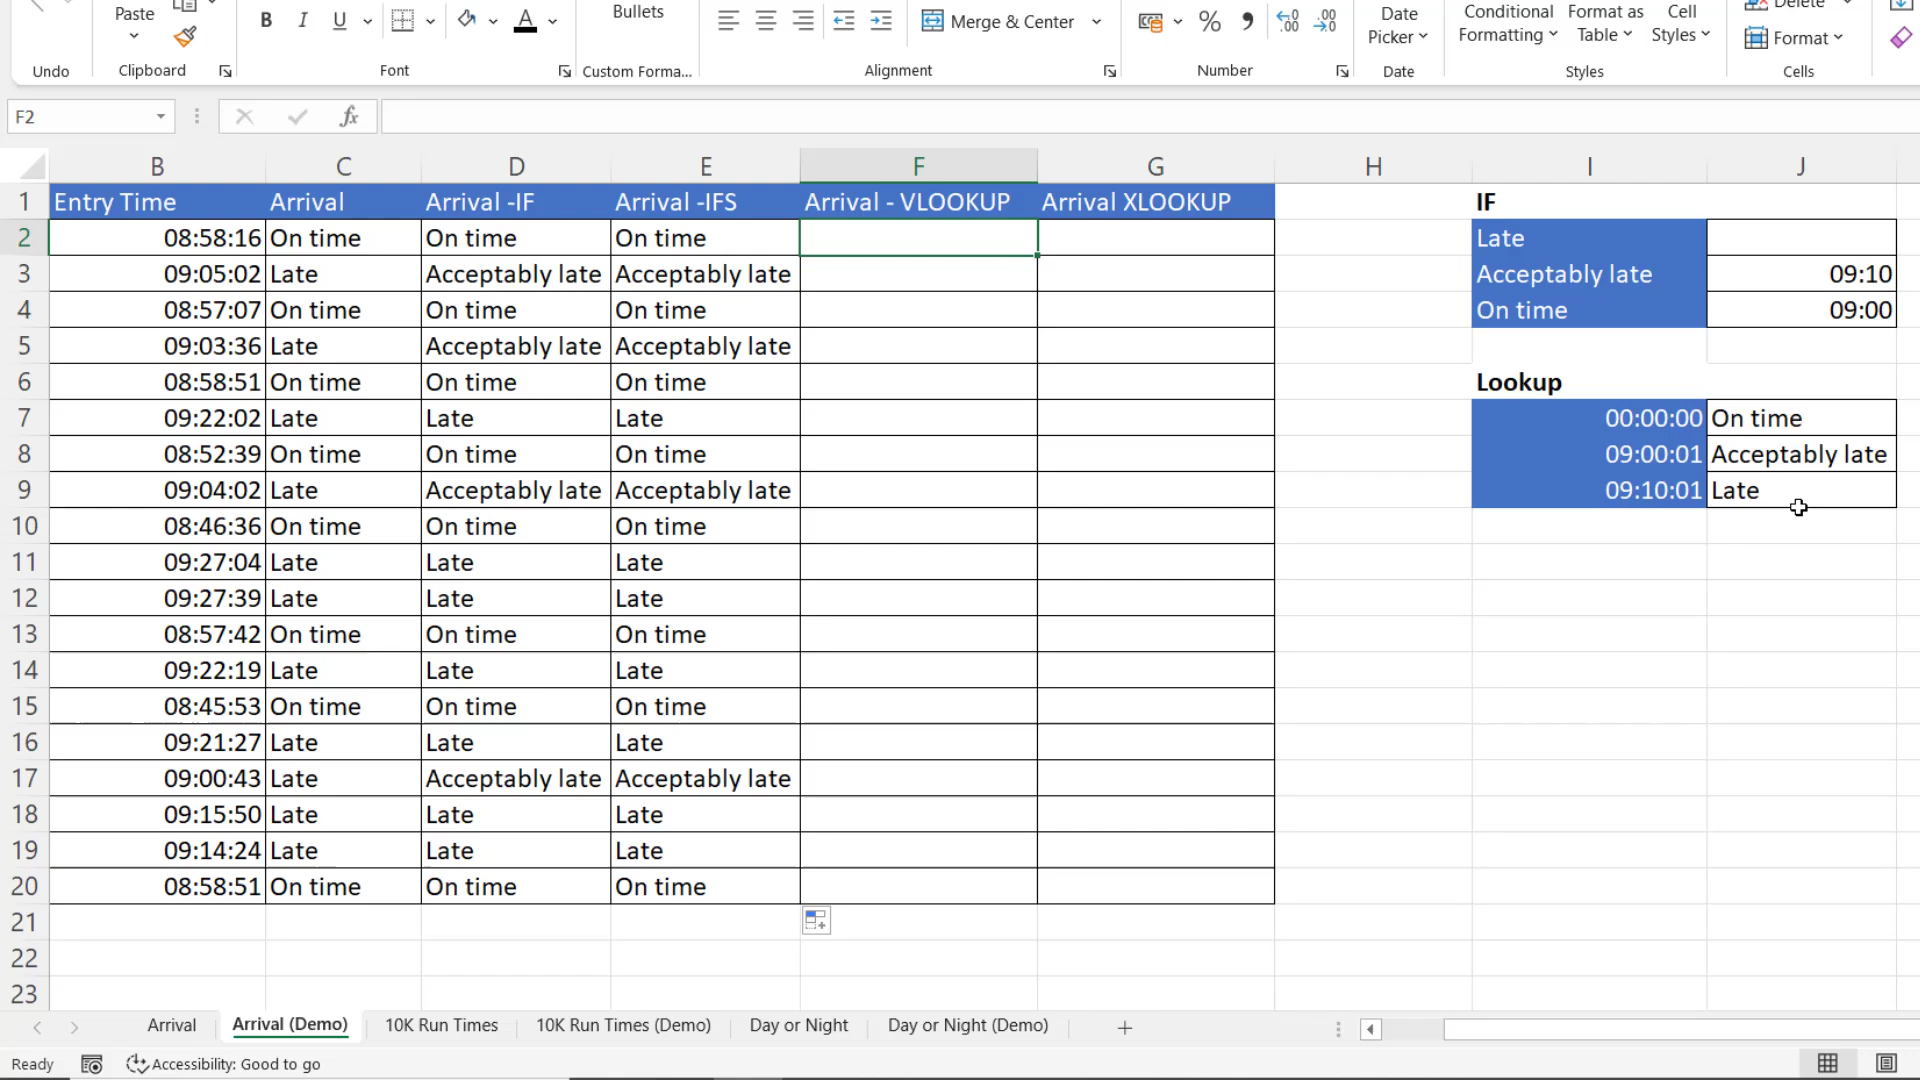 Paste
B I U
A
Bullets
Merge & Center
%
Date
Picker
Conditional
Formatting
Format as
Table
Cell
Styles
Delete
Format
Undo
Clipboard
Font
Custom Forma...
Alignment
Number
Date
Styles
Cells
F2
fx
B C D E F G H I J
1 Entry Time Arrival Arrival -IF Arrival -IFS Arrival - VLOOKUP Arrival XLOOKUP IF
2 08:58:16 On time On time On time Late
3 09:05:02 Late Acceptably late Acceptably late Acceptably late 09:10
4 08:57:07 On time On time On time On time 09:00
5 09:03:36 Late Acceptably late Acceptably late
6 08:58:51 On time On time On time Lookup
7 09:22:02 Late Late Late 00:00:00 On time
8 08:52:39 On time On time On time 09:00:01 Acceptably late
9 09:04:02 Late Acceptably late Acceptably late 09:10:01 Late
10 08:46:36 On time On time On time
11 09:27:04 Late Late Late
12 09:27:39 Late Late Late
13 08:57:42 On time On time On time
14 09:22:19 Late Late Late
15 08:45:53 On time On time On time
16 09:21:27 Late Late Late
17 09:00:43 Late Acceptably late Acceptably late
18 09:15:50 Late Late Late
19 09:14:24 Late Late Late
20 08:58:51 On time On time On time
21
22
23
Arrival Arrival (Demo) 10K Run Times 10K Run Times (Demo) Day or Night Day or Night (Demo)
Ready Accessibility: Good to go